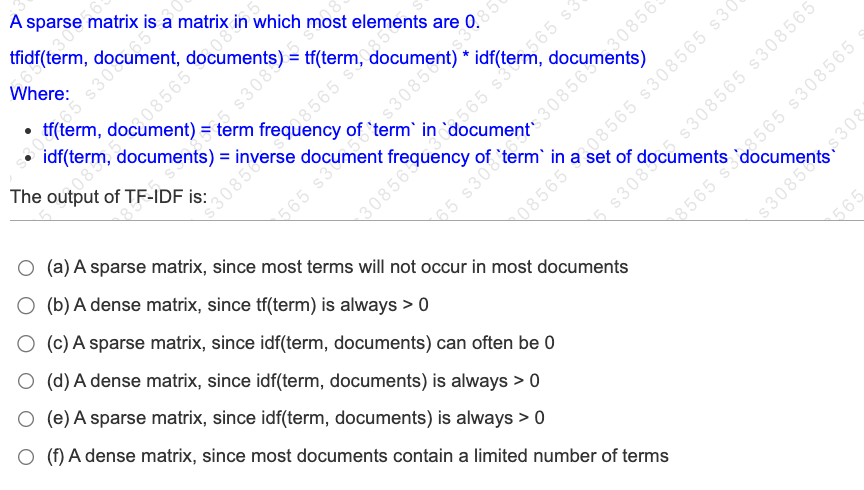 A sparse matrix is a matrix in which most elements are 0.
tfidf(term, document, documents) = tf(term, document) * idf(term, documents)
Where:
• tf(term, document) = term frequency of `term` in `document`
• idf(term, documents) = inverse document frequency of `term` in a set of documents `documents`
The output of TF-IDF is:
(a) A sparse matrix, since most terms will not occur in most documents
(b) A dense matrix, since tf(term) is always > 0
(c) A sparse matrix, since idf(term, documents) can often be 0
(d) A dense matrix, since idf(term, documents) is always > 0
(e) A sparse matrix, since idf(term, documents) is always > 0
(f) A dense matrix, since most documents contain a limited number of terms
s308565